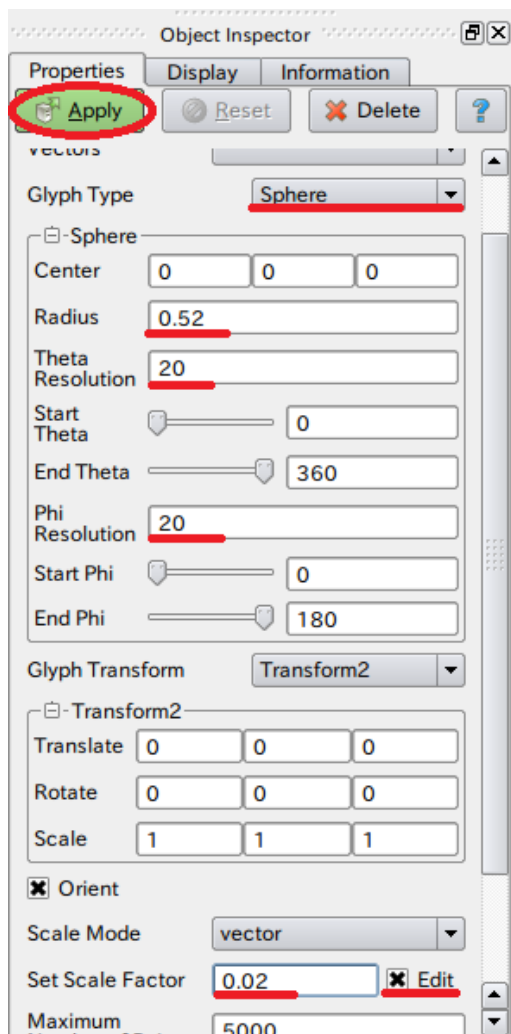 Object Inspector
Properties Display Information
Apply Reset Delete ?
Vectors
Glyph Type Sphere
Sphere
Center 0 0 0
Radius 0.52
Theta
Resolution 20
Start
Theta 0
End Theta 360
Phi
Resolution 20
Start Phi 0
End Phi 180
Glyph Transform Transform2
Transform2
Translate 0 0 0
Rotate 0 0 0
Scale 1 1 1
Orient
Scale Mode vector
Set Scale Factor 0.02 Edit
Maximum
5000